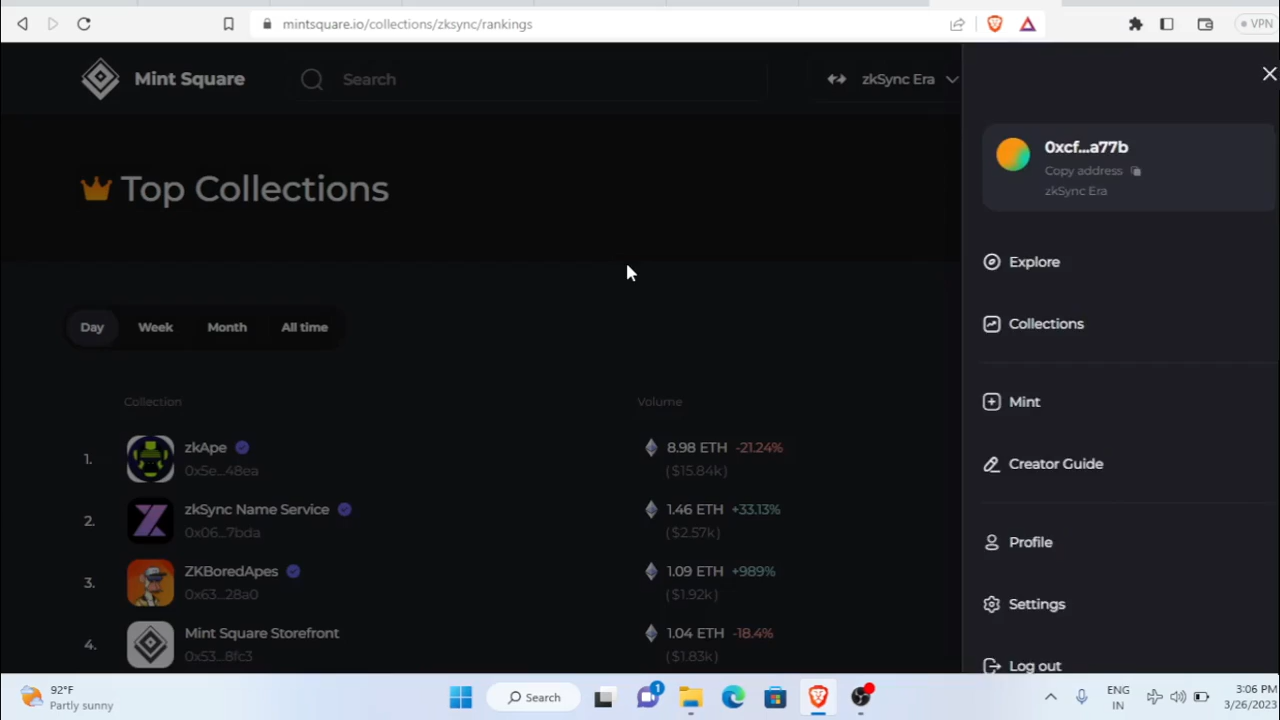 mintsquare.io/collections/zksync/rankings
VPN
Mint Square
Search
zkSync Era
0xcf...a77b
Copy address
zkSync Era
Top Collections
Explore
Day Week Month All time
Collections
Collection Volume
Mint
1. zkApe 8.98 ETH -21.24%
0x5e...48ea ($15.84k)
Creator Guide
2. zkSync Name Service 1.46 ETH +33.13%
0x06...7bda ($2.57k)
Profile
3. ZKBoredApes 1.09 ETH +989%
0x63...28a0 ($1.92k)
Settings
4. Mint Square Storefront 1.04 ETH -18.4%
0x53...8fc3 ($1.83k)
Log out
92°F
Partly sunny
Search
1
ENG
IN
3:06 PM
3/26/2023